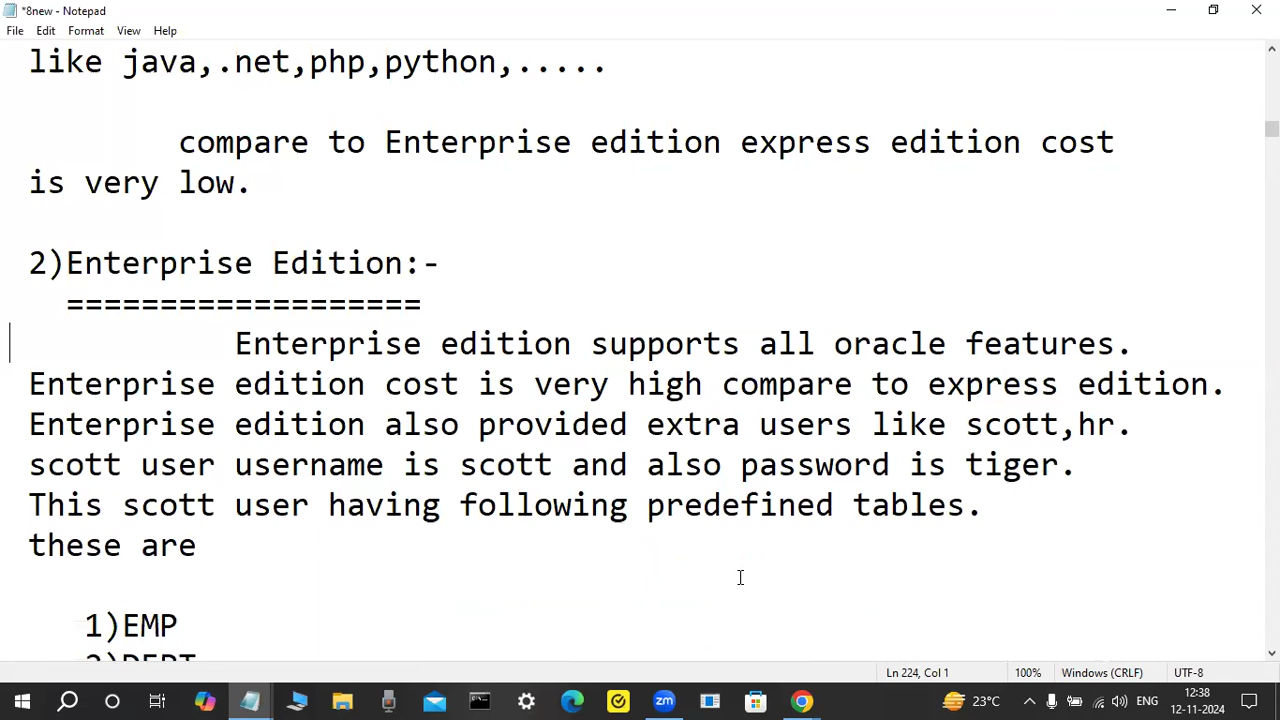 *8new - Notepad
File Edit Format View Help
like java,.net,php,python,.....
compare to Enterprise edition express edition cost
is very low.
2)Enterprise Edition:-
===================
Enterprise edition supports all oracle features.
Enterprise edition cost is very high compare to express edition.
Enterprise edition also provided extra users like scott,hr.
scott user username is scott and also password is tiger.
This scott user having following predefined tables.
these are
1)EMP
2)DEPT
Ln 224, Col 1 100% Windows (CRLF) UTF-8
zm 23°C ENG 12:38
12-11-2024